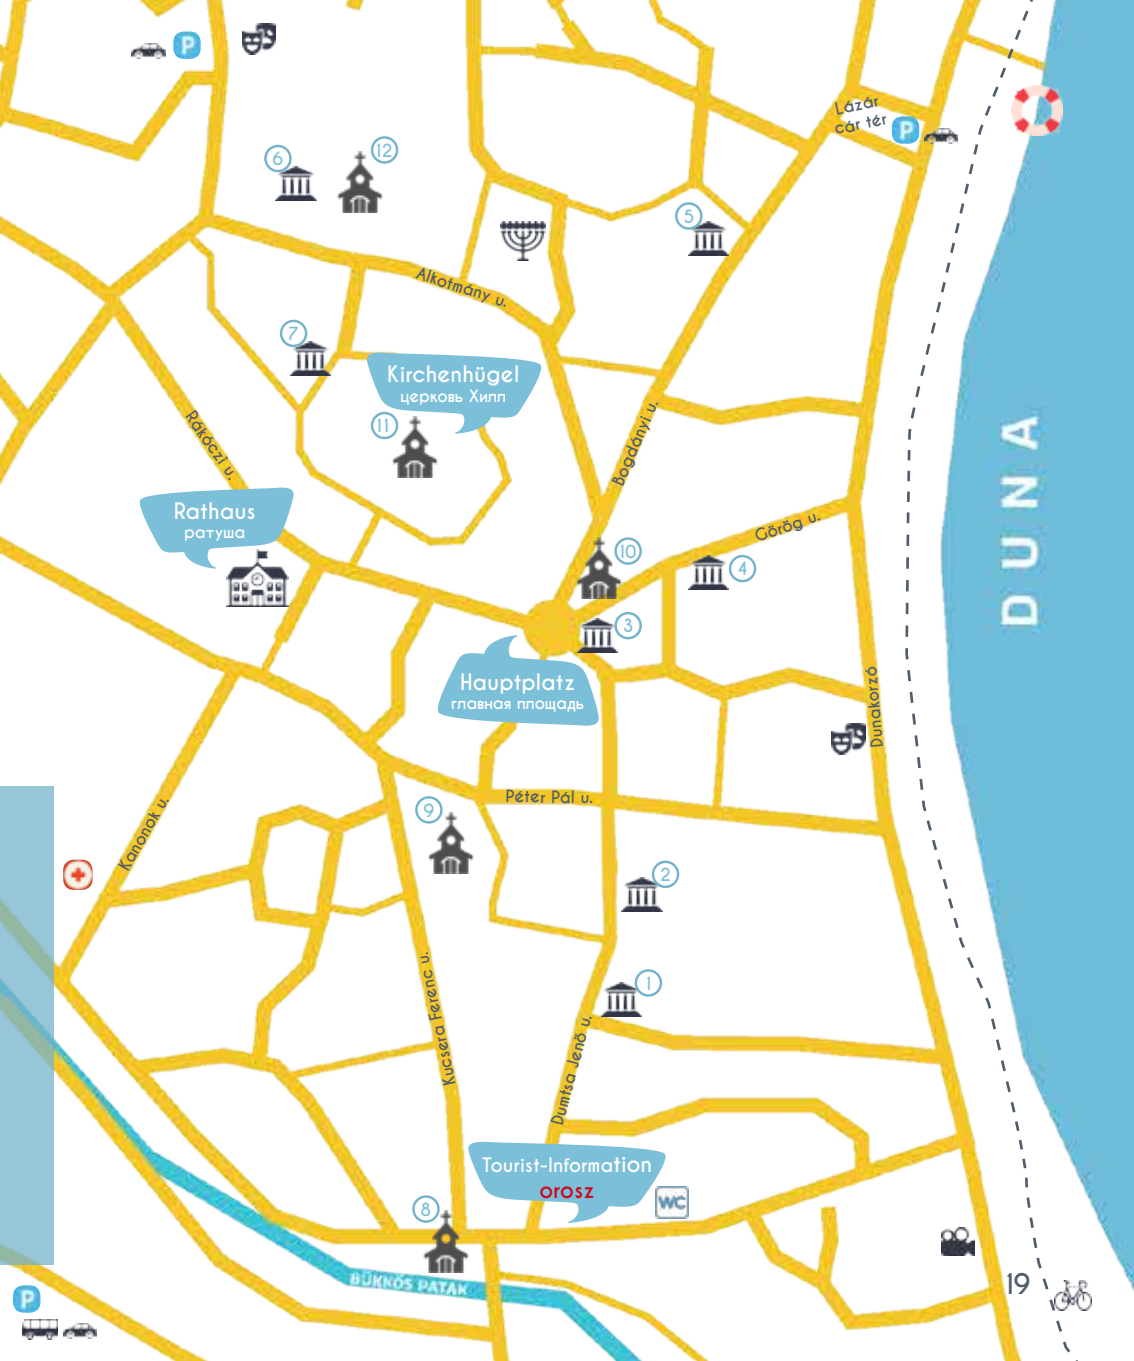 P
Lázár
cár tér
P
6
12
5
Alkotmány u.
7
Kirchenhügel
церковь Хилл
11
Rákóczi u.
Bogdányi u.
DUNA
Rathaus
ратуша
Görög u.
10
4
3
Hauptplatz
главная площадь
Dunakorzó
Péter Pál u.
9
Kanonok u.
2
Kucsera Ferenc u.
1
Dumtsa Jenő u.
Tourist-Information
orosz
WC
8
BÜKKÖS PATAK
19
P